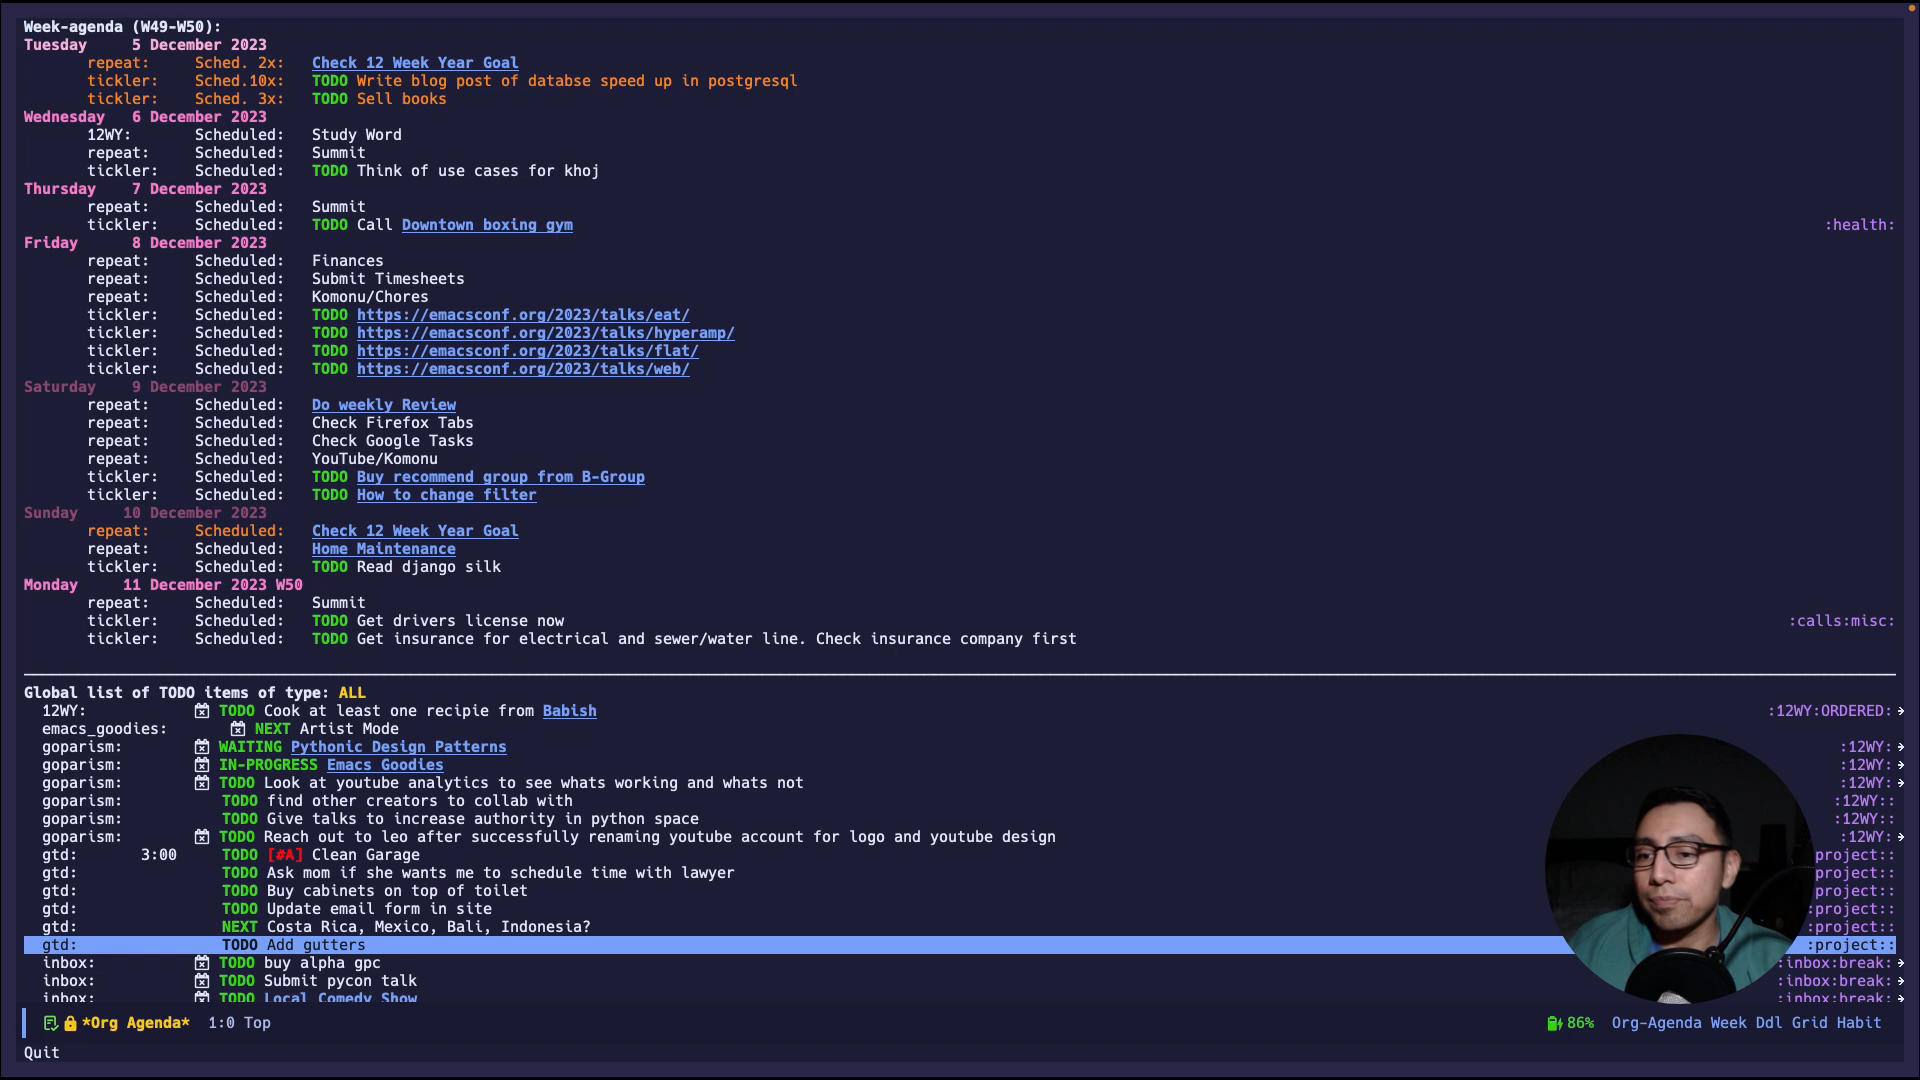 Week-agenda (W49-W50):
Tuesday 5 December 2023
repeat: Sched. 2x: Check 12 Week Year Goal
tickler: Sched.10x: TODO Write blog post of databse speed up in postgresql
tickler: Sched. 3x: TODO Sell books
Wednesday 6 December 2023
12WY: Scheduled: Study Word
repeat: Scheduled: Summit
tickler: Scheduled: TODO Think of use cases for khoj
Thursday 7 December 2023
repeat: Scheduled: Summit
tickler: Scheduled: TODO Call Downtown boxing gym :health:
Friday 8 December 2023
repeat: Scheduled: Finances
repeat: Scheduled: Submit Timesheets
repeat: Scheduled: Komonu/Chores
tickler: Scheduled: TODO https://emacsconf.org/2023/talks/eat/
tickler: Scheduled: TODO https://emacsconf.org/2023/talks/hyperamp/
tickler: Scheduled: TODO https://emacsconf.org/2023/talks/flat/
tickler: Scheduled: TODO https://emacsconf.org/2023/talks/web/
Saturday 9 December 2023
repeat: Scheduled: Do weekly Review
repeat: Scheduled: Check Firefox Tabs
repeat: Scheduled: Check Google Tasks
repeat: Scheduled: YouTube/Komonu
tickler: Scheduled: TODO Buy recommend group from B-Group
tickler: Scheduled: TODO How to change filter
Sunday 10 December 2023
repeat: Scheduled: Check 12 Week Year Goal
repeat: Scheduled: Home Maintenance
tickler: Scheduled: TODO Read django silk
Monday 11 December 2023 W50
repeat: Scheduled: Summit
tickler: Scheduled: TODO Get drivers license now :calls:misc:
tickler: Scheduled: TODO Get insurance for electrical and sewer/water line. Check insurance company first
Global list of TODO items of type: ALL
12WY: TODO Cook at least one recipie from Babish :12WY:ORDERED:
emacs_goodies: NEXT Artist Mode
goparism: WAITING Pythonic Design Patterns :12WY:
goparism: IN-PROGRESS Emacs Goodies :12WY:
goparism: TODO Look at youtube analytics to see whats working and whats not :12WY:
goparism: TODO find other creators to collab with :12WY::
goparism: TODO Give talks to increase authority in python space :12WY::
goparism: TODO Reach out to leo after successfully renaming youtube account for logo and youtube design :12WY:
gtd: 3:00 TODO [#A] Clean Garage project::
gtd: TODO Ask mom if she wants me to schedule time with lawyer project::
gtd: TODO Buy cabinets on top of toilet project::
gtd: TODO Update email form in site :project::
gtd: NEXT Costa Rica, Mexico, Bali, Indonesia? :project::
gtd: TODO Add gutters :project::
inbox: TODO buy alpha gpc :inbox:break:
inbox: TODO Submit pycon talk :inbox:break:
inbox: TODO Local Comedy Show :inbox:break:
*Org Agenda* 1:0 Top 86% Org-Agenda Week Ddl Grid Habit
Quit